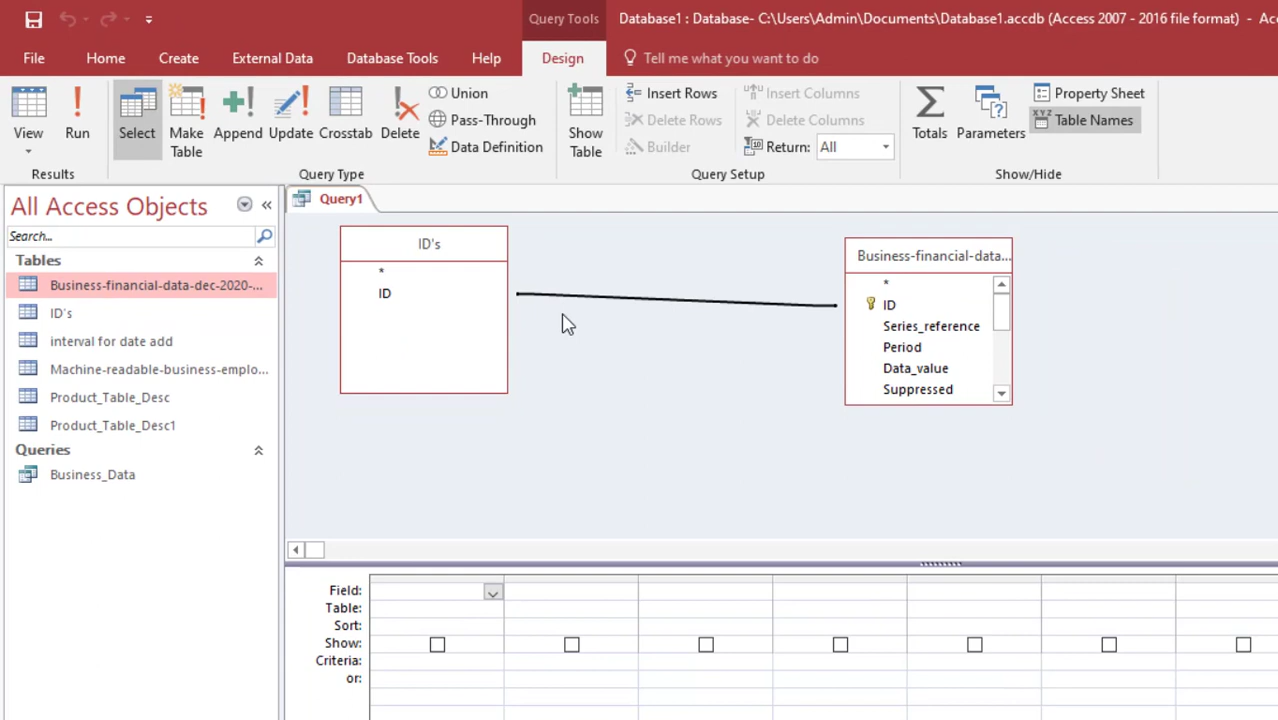 Query Tools
Database1 : Database- C:\Users\Admin\Documents\Database1.accdb (Access 2007 - 2016 file format) - Acc
File Home Create External Data Database Tools Help Design Tell me what you want to do
View
Run
Select
Make
Table
Append
Update
Crosstab
Delete
Union
Pass-Through
Data Definition
Show
Table
Insert Rows
Delete Rows
Builder
Insert Columns
Delete Columns
Return: All
Totals
Parameters
Property Sheet
XYZ
Table Names
Results
Query Type
Query Setup
Show/Hide
All Access Objects
Search...
Tables
Business-financial-data-dec-2020-...
ID's
interval for date add
Machine-readable-business-emplo...
Product_Table_Desc
Product_Table_Desc1
Queries
Business_Data
Query1
ID's
*
ID
Business-financial-data...
*
ID
Series_reference
Period
Data_value
Suppressed
Field:
Table:
Sort:
Show:
Criteria:
or: